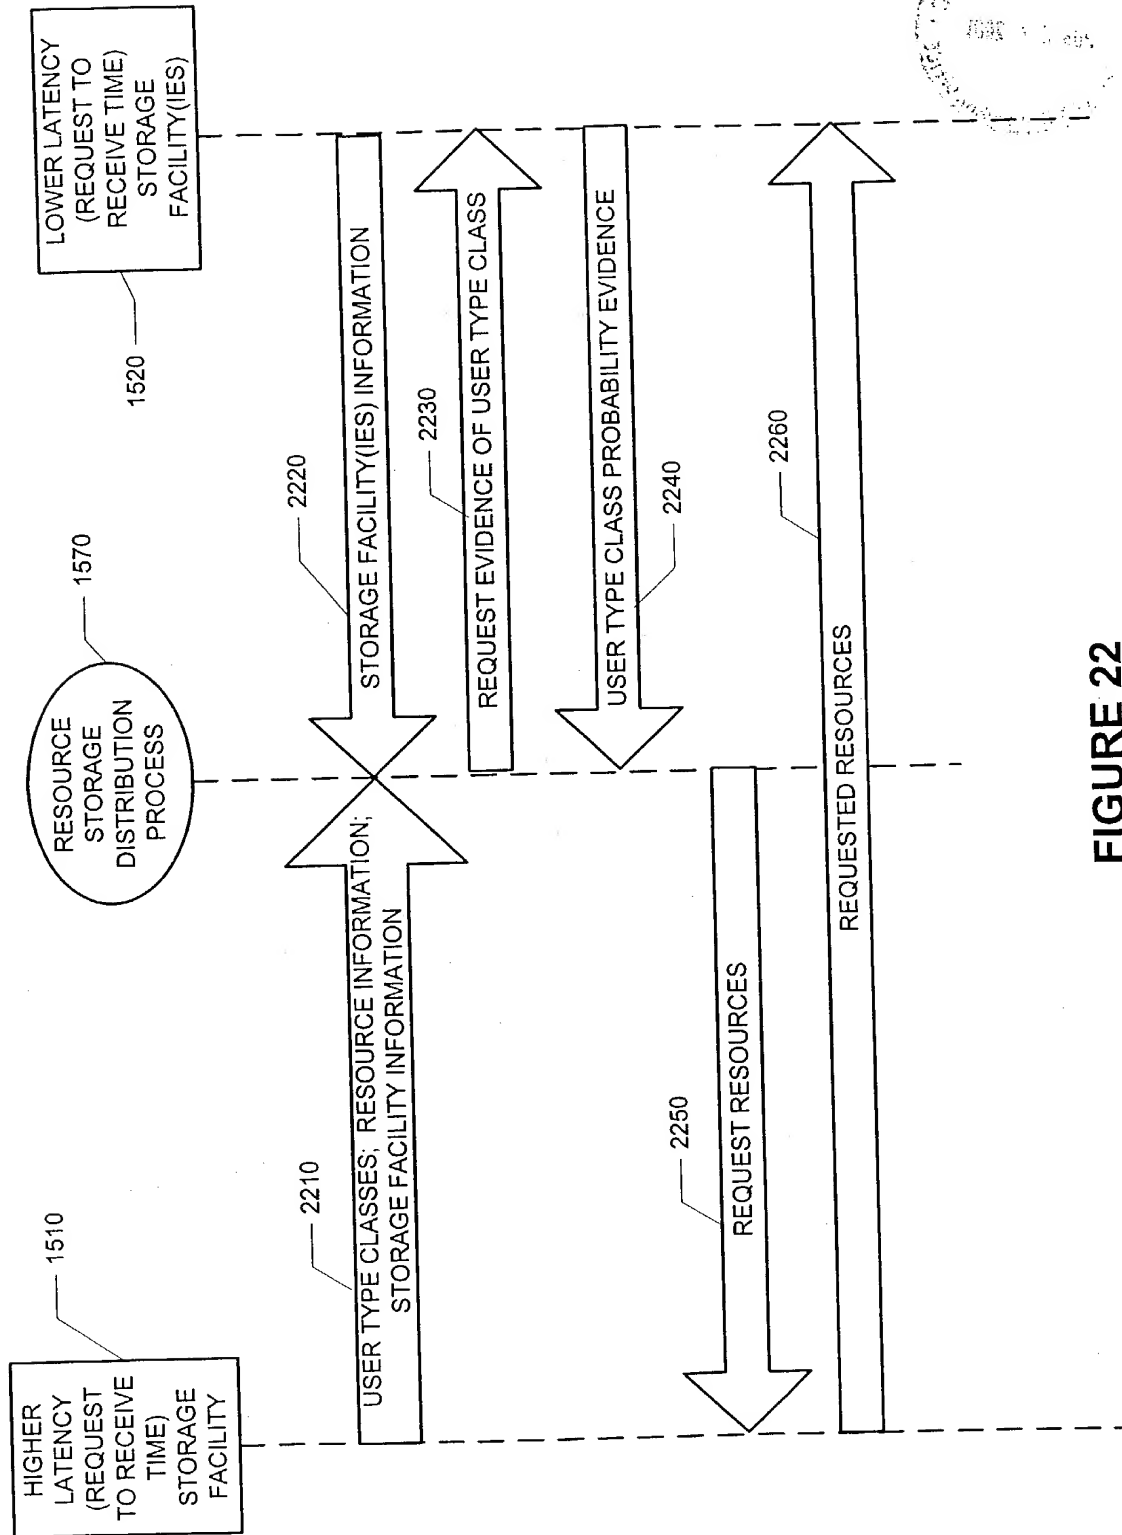 HIGHER
LATENCY
(REQUEST
TO RECEIVE
TIME)
STORAGE
FACILITY
1510
RESOURCE
STORAGE
DISTRIBUTION
PROCESS
1570
LOWER LATENCY
(REQUEST TO
RECEIVE TIME)
STORAGE
FACILITY(IES)
1520
2210
USER TYPE CLASSES; RESOURCE INFORMATION;
STORAGE FACILITY INFORMATION
2220
STORAGE FACILITY(IES) INFORMATION
2230
REQUEST EVIDENCE OF USER TYPE CLASS
USER TYPE CLASS PROBABILITY EVIDENCE
2240
2250
REQUEST RESOURCES
2260
REQUESTED RESOURCES
FIGURE 22